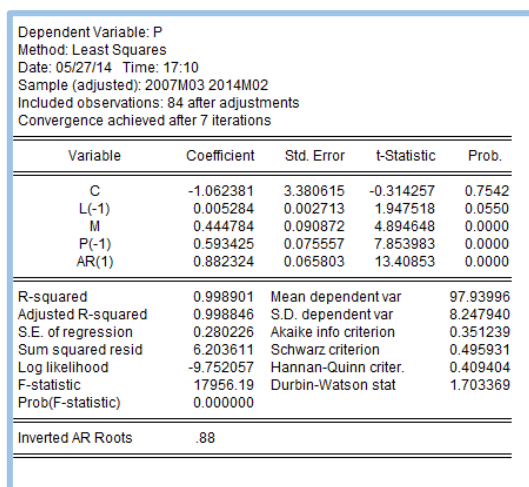 Dependent Variable: P
Method: Least Squares
Date: 05/27/14 Time: 17:10
Sample (adjusted): 2007M03 2014M02
Included observations: 84 after adjustments
Convergence achieved after 7 iterations
Variable Coefficient Std. Error t-Statistic Prob.
C -1.062381 3.380615 -0.314257 0.7542
L(-1) 0.005284 0.002713 1.947518 0.0550
M 0.444784 0.090872 4.894648 0.0000
P(-1) 0.593425 0.075557 7.853983 0.0000
AR(1) 0.882324 0.065803 13.40853 0.0000
R-squared 0.998901 Mean dependent var 97.93996
Adjusted R-squared 0.998846 S.D. dependent var 8.247940
S.E. of regression 0.280226 Akaike info criterion 0.351239
Sum squared resid 6.203611 Schwarz criterion 0.495931
Log likelihood -9.752057 Hannan-Quinn criter. 0.409404
F-statistic 17956.19 Durbin-Watson stat 1.703369
Prob(F-statistic) 0.000000
Inverted AR Roots .88